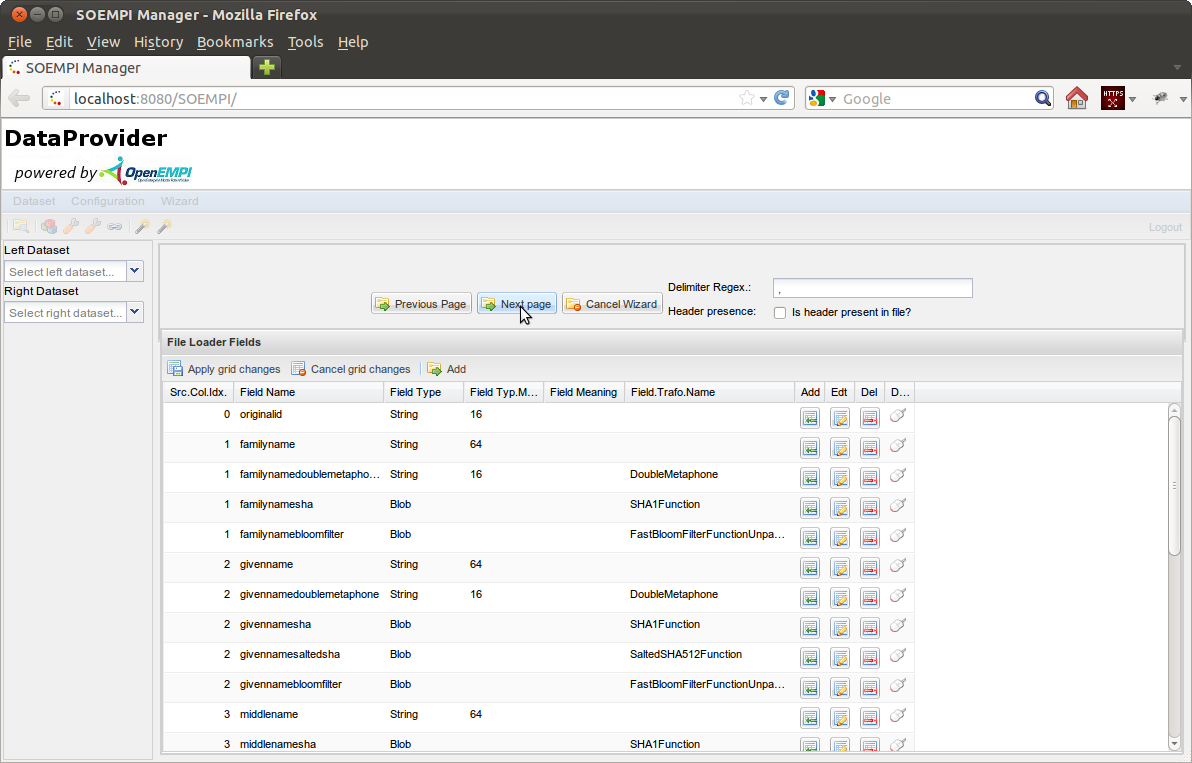 SOEMPI Manager - Mozilla Firefox
File Edit View History Bookmarks Tools Help
SOEMPI Manager
localhost:8080/SOEMPI/
Google
HTTPS
DataProvider
powered by OpenEMPI
Dataset Configuration Wizard
Logout
Left Dataset
Select left dataset...
Right Dataset
Select right dataset...
Previous Page Next page Cancel Wizard
Delimiter Regex.: ,
Header presence: Is header present in file?
File Loader Fields
Apply grid changes Cancel grid changes Add
Src.Col.Idx. Field Name Field Type Field Typ.M... Field Meaning Field.Trafo.Name Add Edt Del D...
0 originalid String 16
1 familyname String 64
1 familynamedoublemetapho... String 16 DoubleMetaphone
1 familynamesha Blob SHA1Function
1 familynamebloomfilter Blob FastBloomFilterFunctionUnpa...
2 givenname String 64
2 givennamedoublemetaphone String 16 DoubleMetaphone
2 givennamesha Blob SHA1Function
2 givennamesaltedsha Blob SaltedSHA512Function
2 givennamebloomfilter Blob FastBloomFilterFunctionUnpa...
3 middlename String 64
3 middlenamesha Blob SHA1Function